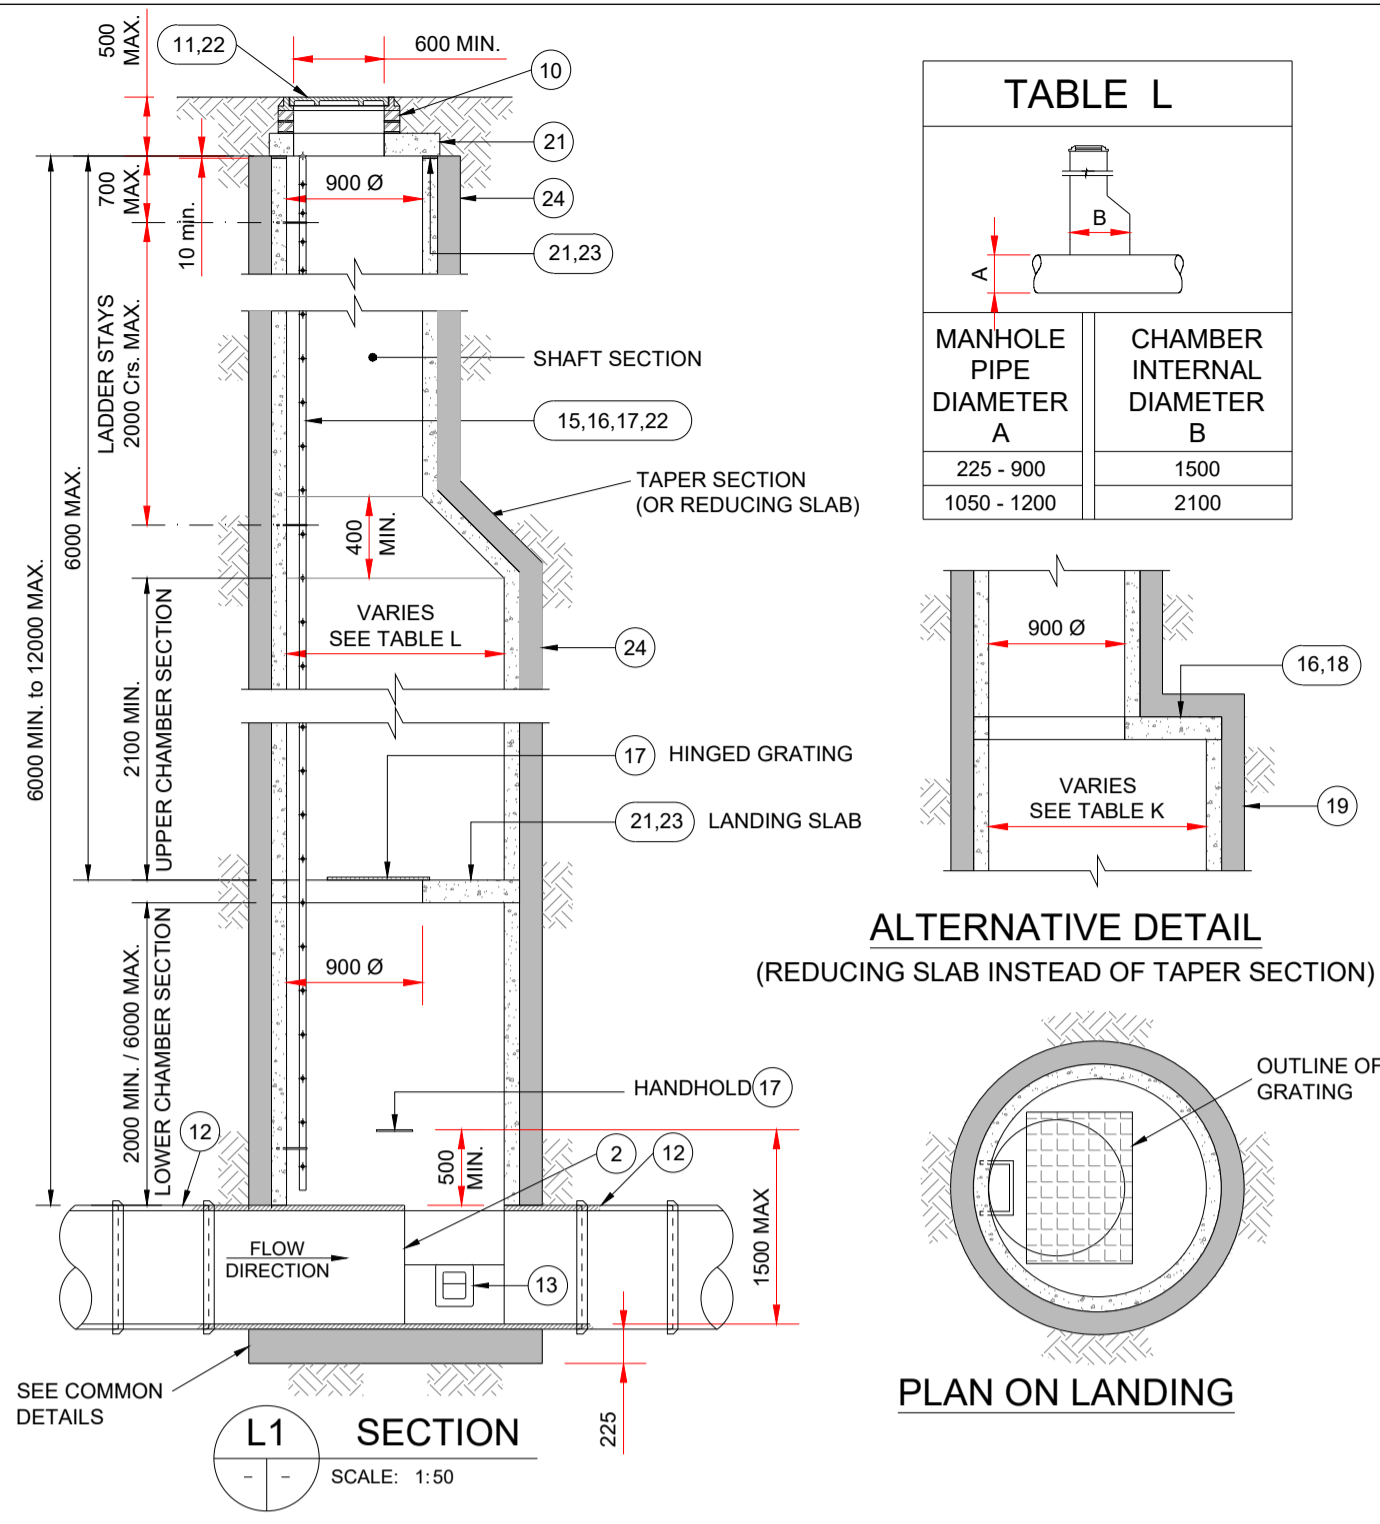 500
MAX.
11,22
600 MIN.
10
21
700
MAX.
10 min.
900 Ø
24
21,23
LADDER STAYS
2000 Crs. MAX.
SHAFT SECTION
15,16,17,22
TAPER SECTION
(OR REDUCING SLAB)
400
MIN.
6000 MAX.
6000 MIN. to 12000 MAX.
VARIES
SEE TABLE L
24
2100 MIN.
UPPER CHAMBER SECTION
17 HINGED GRATING
21,23 LANDING SLAB
900 Ø
2000 MIN. / 6000 MAX.
LOWER CHAMBER SECTION
HANDHOLD 17
12
500
MIN.
2
12
1500 MAX
FLOW
DIRECTION
13
225
SEE COMMON
DETAILS
L1 SECTION
- -
SCALE: 1:50
TABLE L
B
A
MANHOLE
PIPE
DIAMETER
A
CHAMBER
INTERNAL
DIAMETER
B
225 - 900 1500
1050 - 1200 2100
900 Ø
16,18
VARIES
SEE TABLE K
19
ALTERNATIVE DETAIL
(REDUCING SLAB INSTEAD OF TAPER SECTION)
OUTLINE OF
GRATING
PLAN ON LANDING